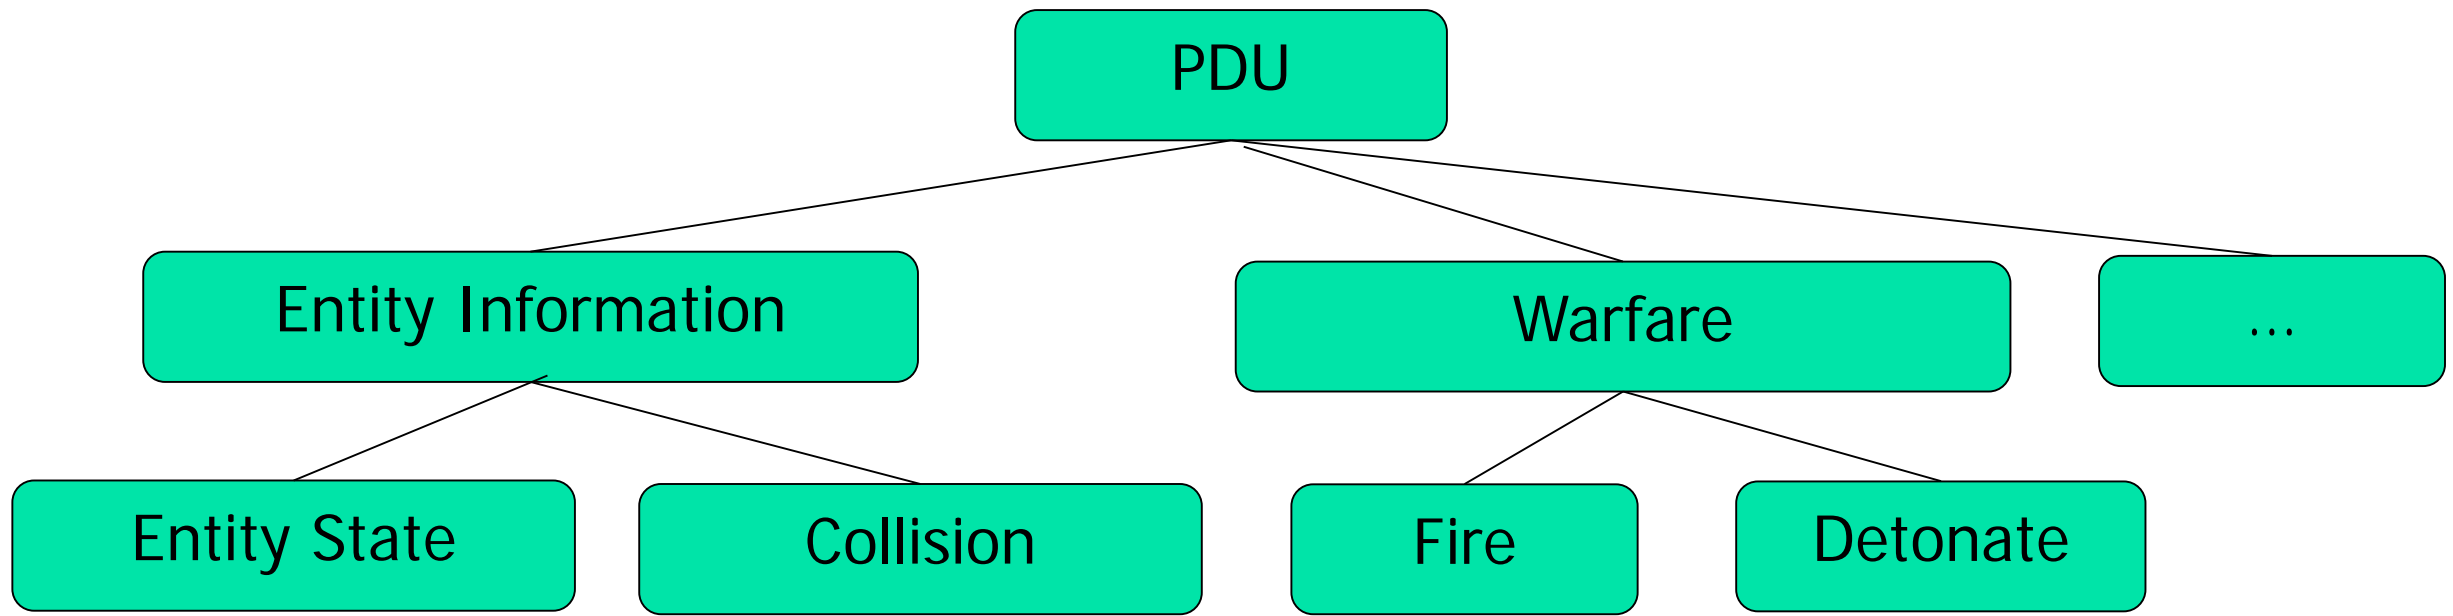 PDU
Entity Information
Warfare
...
Entity State
Collision
Fire
Detonate